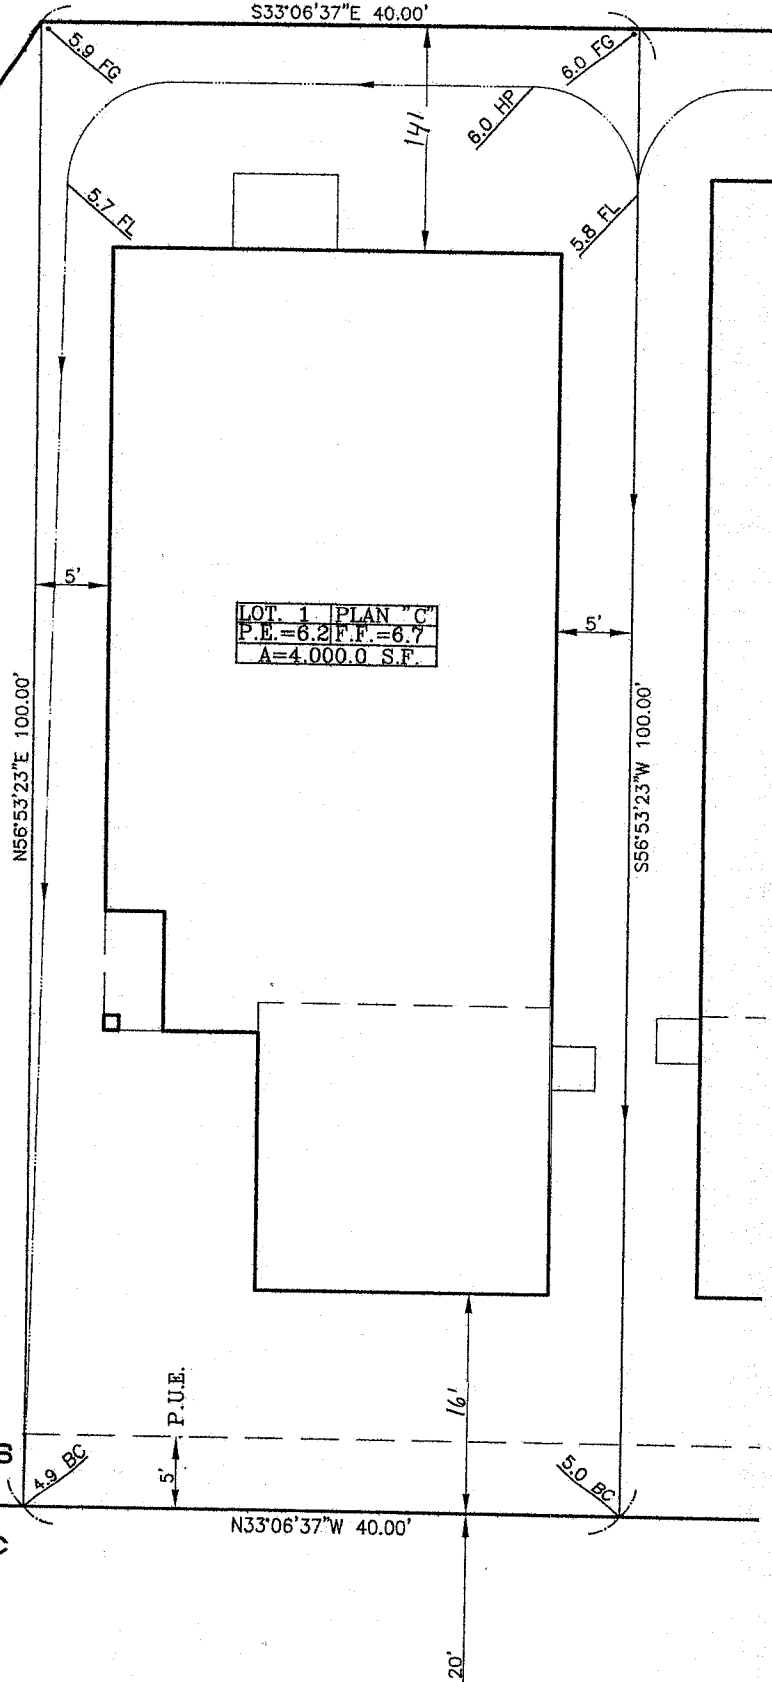 S33°06'37"E 40.00'
5.9 FG
6.0 FG
6.0 HP
14'
5.7 FL
5.8 FL
5'
LOT. 1 PLAN "C"
P.E.=6.2 F.F.=6.7
A=4,000.0 S.F.
5'
N56°53'23"E 100.00'
S56°53'23"W 100.00'
P.U.E.
16'
4.9 BC
5'
5.0 BC
N33°06'37"W 40.00'
20'